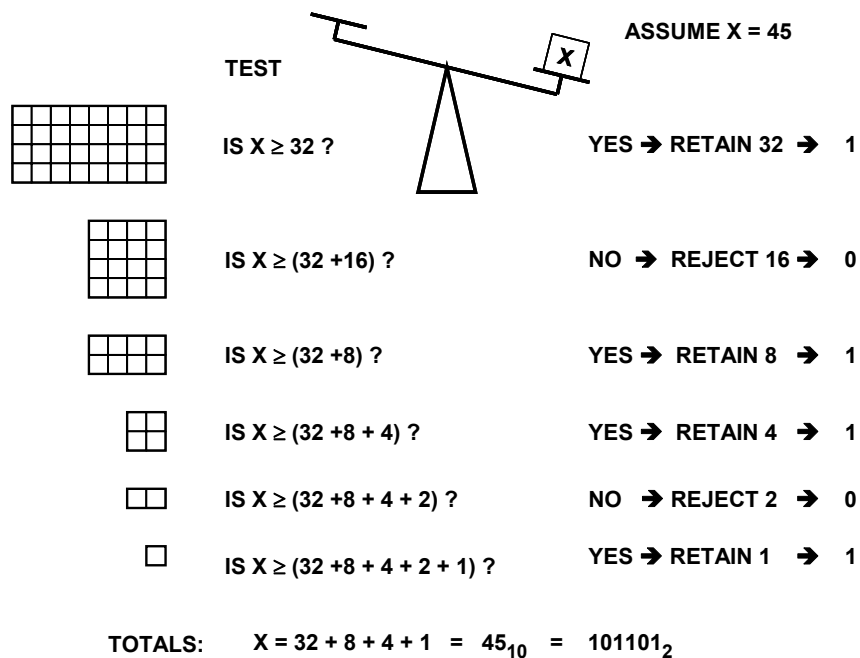 ASSUME X = 45
X
TEST
IS X ≥ 32 ? YES ➔ RETAIN 32 ➔ 1
IS X ≥ (32 +16) ? NO ➔ REJECT 16 ➔ 0
IS X ≥ (32 +8) ? YES ➔ RETAIN 8 ➔ 1
IS X ≥ (32 +8 + 4) ? YES ➔ RETAIN 4 ➔ 1
IS X ≥ (32 +8 + 4 + 2) ? NO ➔ REJECT 2 ➔ 0
IS X ≥ (32 +8 + 4 + 2 + 1) ? YES ➔ RETAIN 1 ➔ 1
TOTALS: X = 32 + 8 + 4 + 1 = 45₁₀ = 101101₂